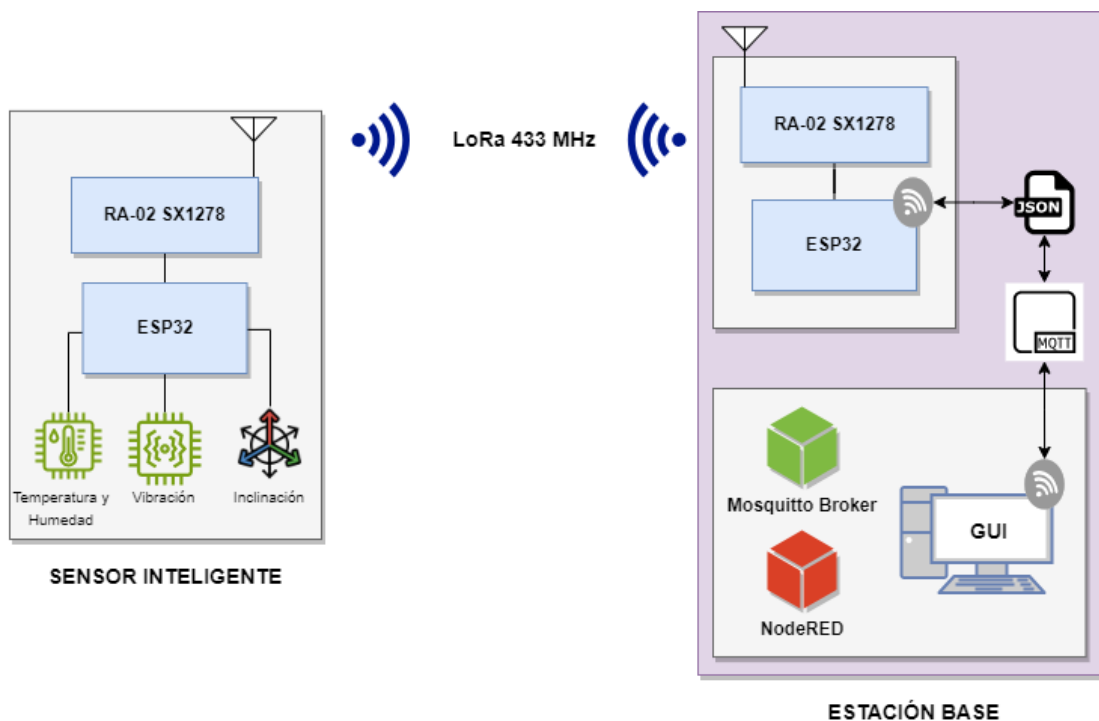 RA-02 SX1278
ESP32
Temperatura y
Humedad
Vibración
Inclinación
SENSOR INTELIGENTE
LoRa 433 MHz
RA-02 SX1278
ESP32
JSON
MQTT
Mosquitto Broker
NodeRED
GUI
ESTACIÓN BASE